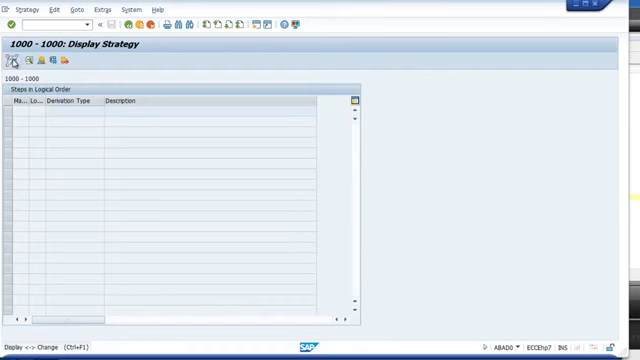 Strategy Edit Goto Extras System Help
1000 - 1000: Display Strategy
1000 - 1000
Steps in Logical Order
Ma... Lo... Derivation Type Description
Display <-> Change (Ctrl+F1) SAP ABAD0 ECCEhp7 INS